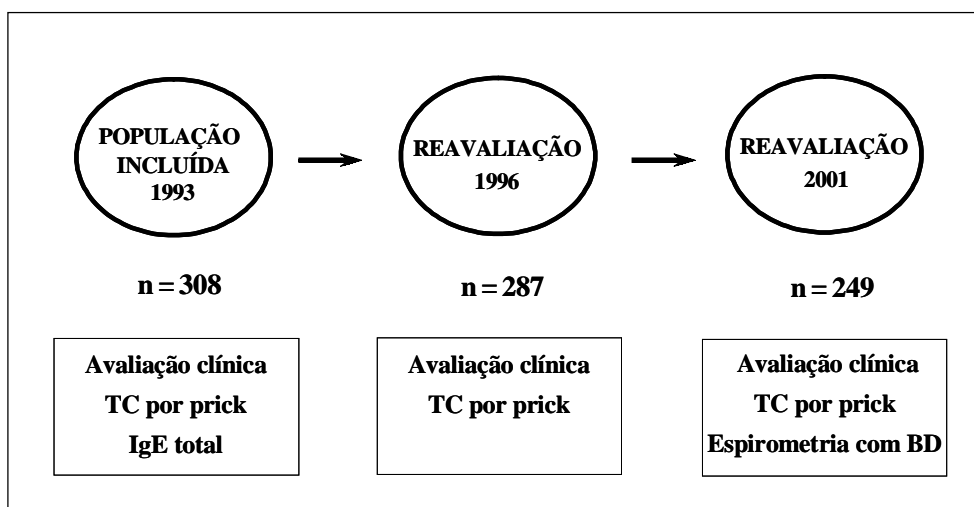 POPULAÇÃO
INCLUÍDA
1993
REAVALIAÇÃO
1996
REAVALIAÇÃO
2001
n = 308
n = 287
n = 249
Avaliação clínica
TC por prick
IgE total
Avaliação clínica
TC por prick
Avaliação clínica
TC por prick
Espirometria com BD